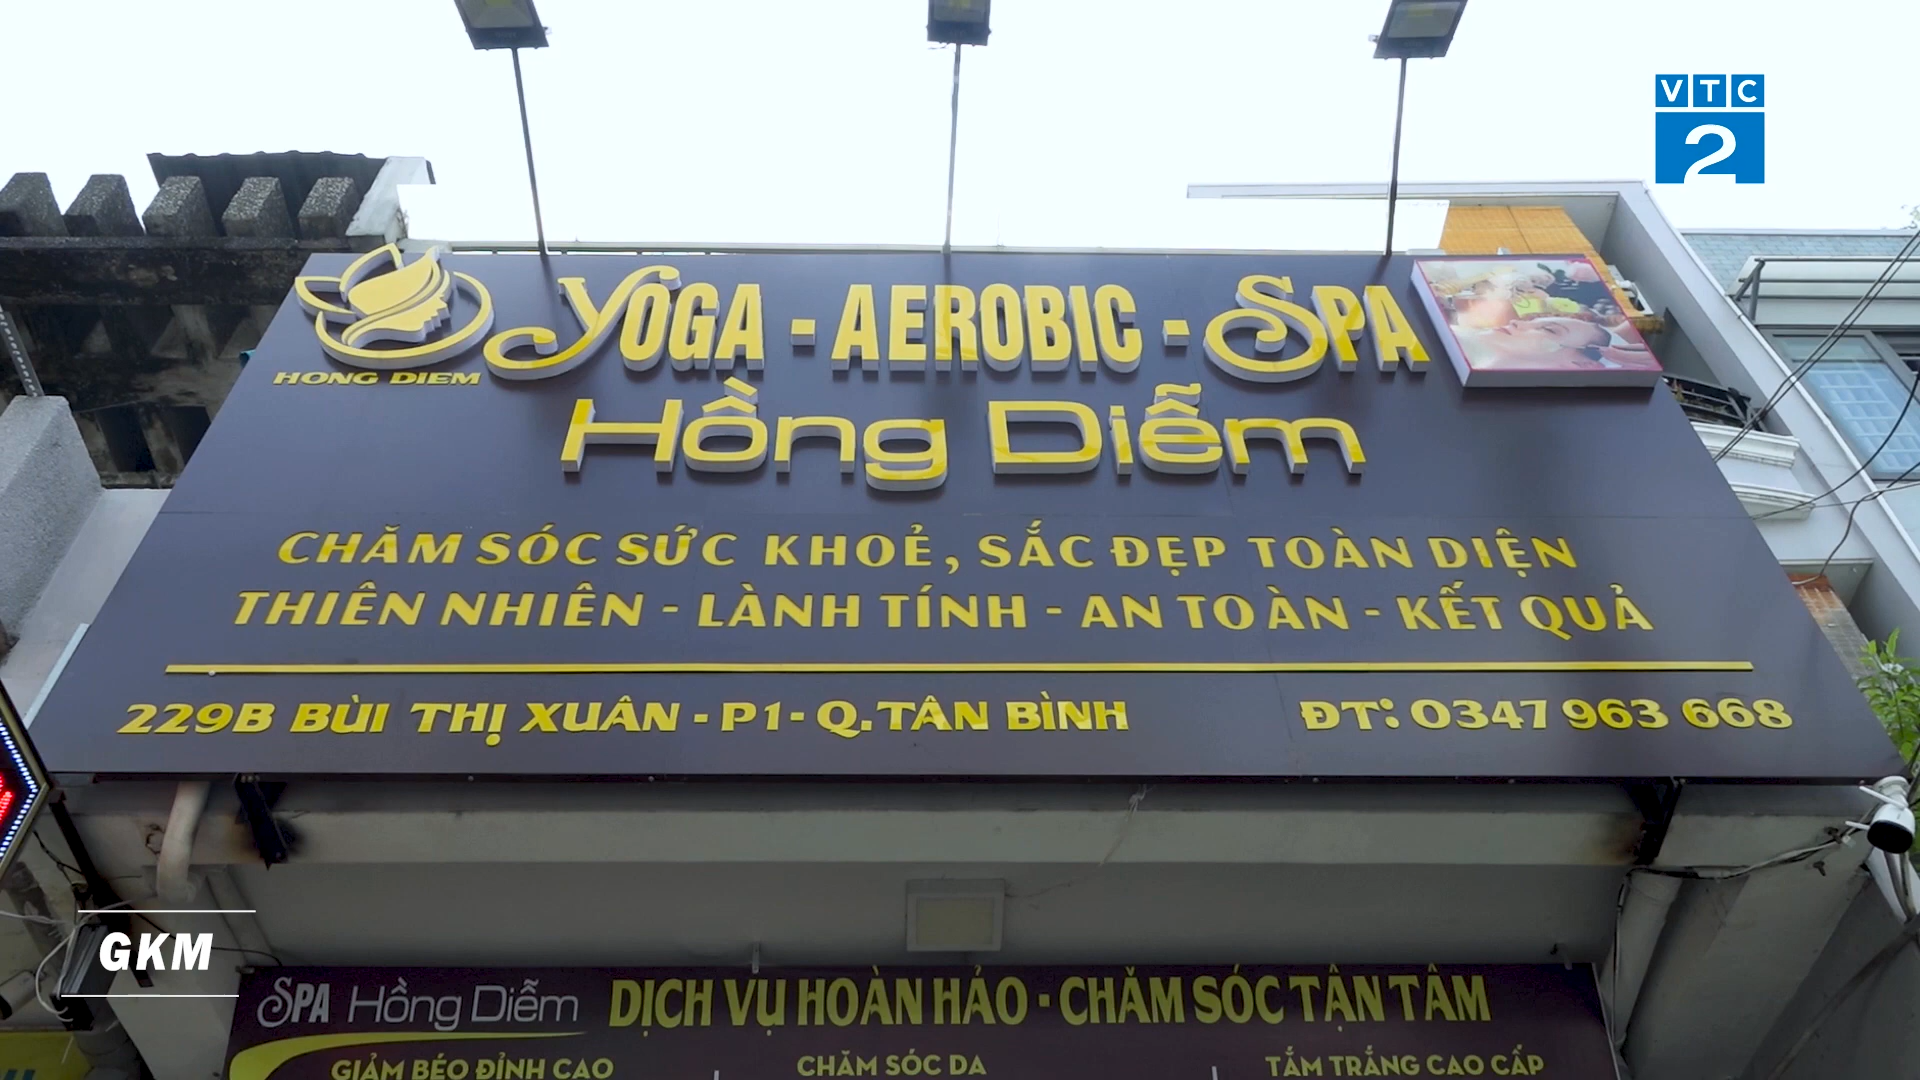 VTC
2
YOGA - AEROBIC - SPA
HONG DIEM
Hồng Diễm
CHĂM SÓC SỨC KHOẺ, SẮC ĐẸP TOÀN DIỆN
THIÊN NHIÊN - LÀNH TÍNH - AN TOÀN - KẾT QUẢ
229B BÙI THỊ XUÂN - P1 - Q.TÂN BÌNH ĐT: 0347 963 668
GKM
SPA Hồng Diễm DỊCH VỤ HOÀN HẢO - CHĂM SÓC TẬN TÂM
GIẢM BÉO ĐỈNH CAO CHĂM SÓC DA TẮM TRẮNG CAO CẤP